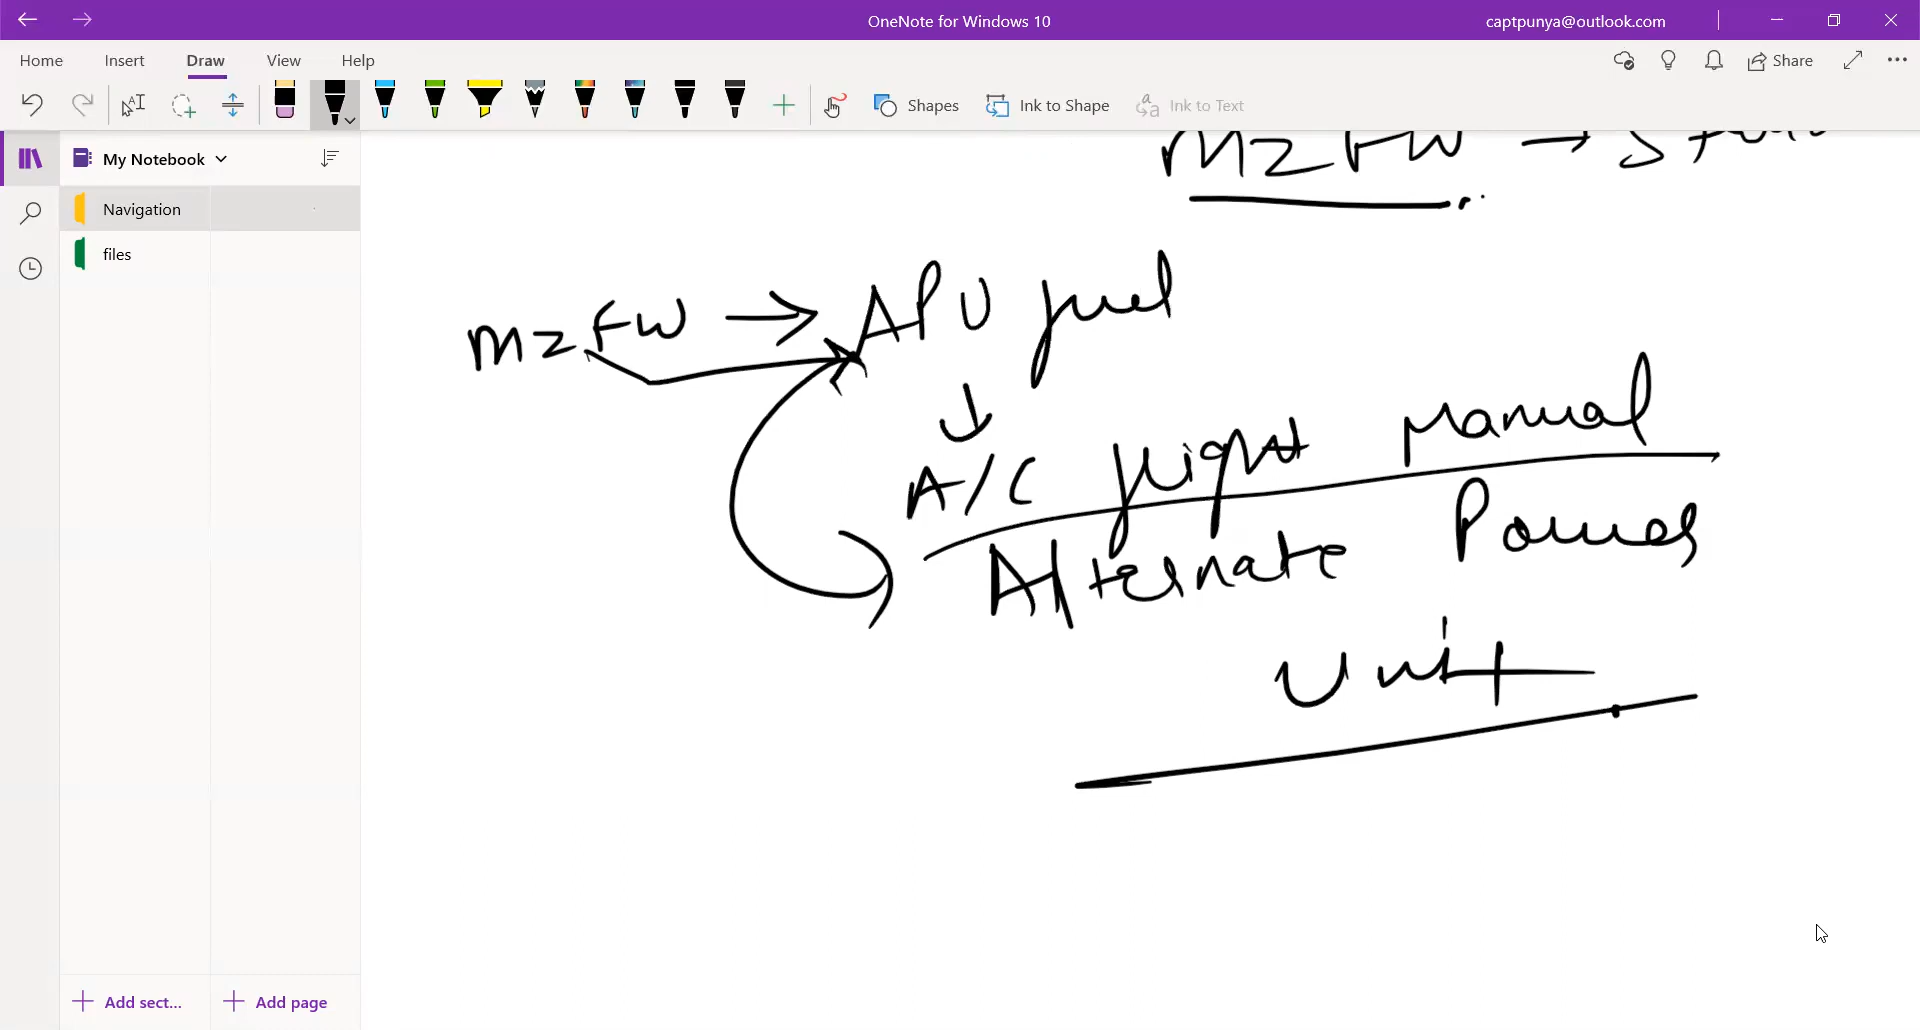 OneNote for Windows 10
captpunya@outlook.com
Home Insert Draw View Help
Share
Shapes Ink to Shape Ink to Text
My Notebook
Navigation
files
MZFW →
MZFW → APU fuel
↓
A/C flight Manual
Alternate Power
Unit
Add sect... Add page